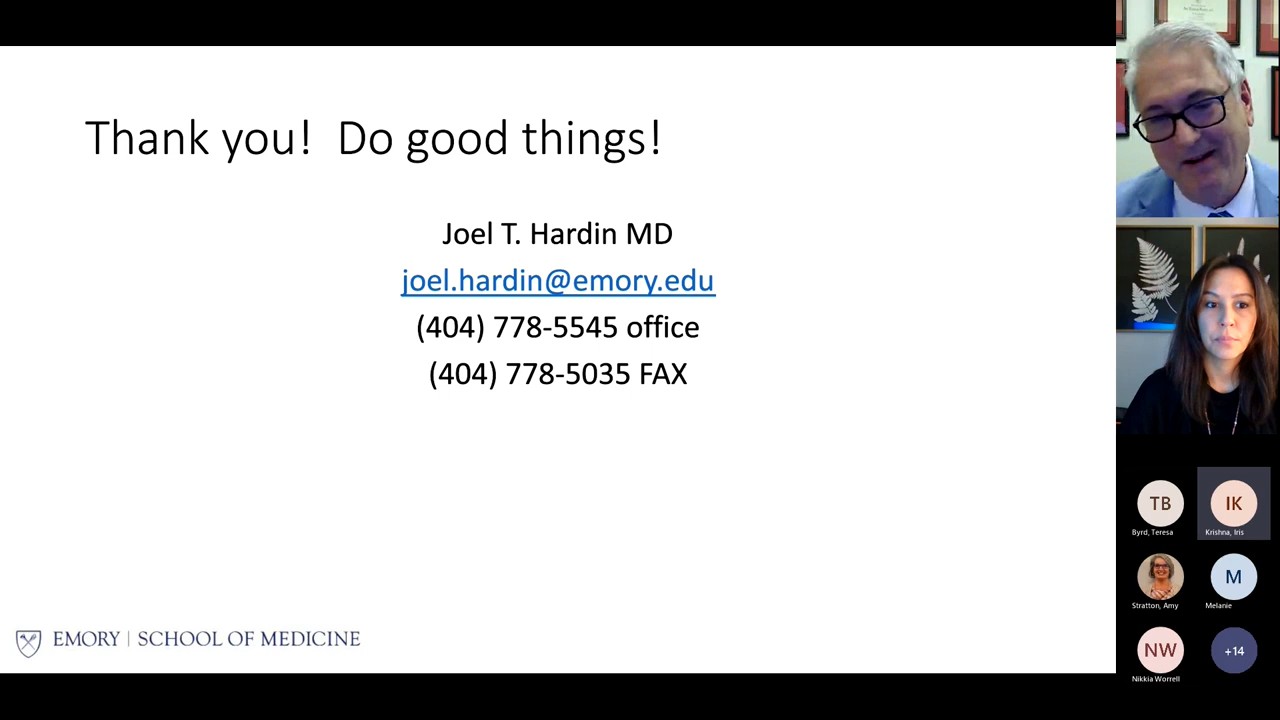 Thank you!  Do good things!
Joel T. Hardin MD
joel.hardin@emory.edu
(404) 778-5545 office
(404) 778-5035 FAX
EMORY | SCHOOL OF MEDICINE
TB
IK
Byrd, Teresa
Krishna, Iris
M
Stratton, Amy
Melanie
NW
+14
Nikkia Worrell